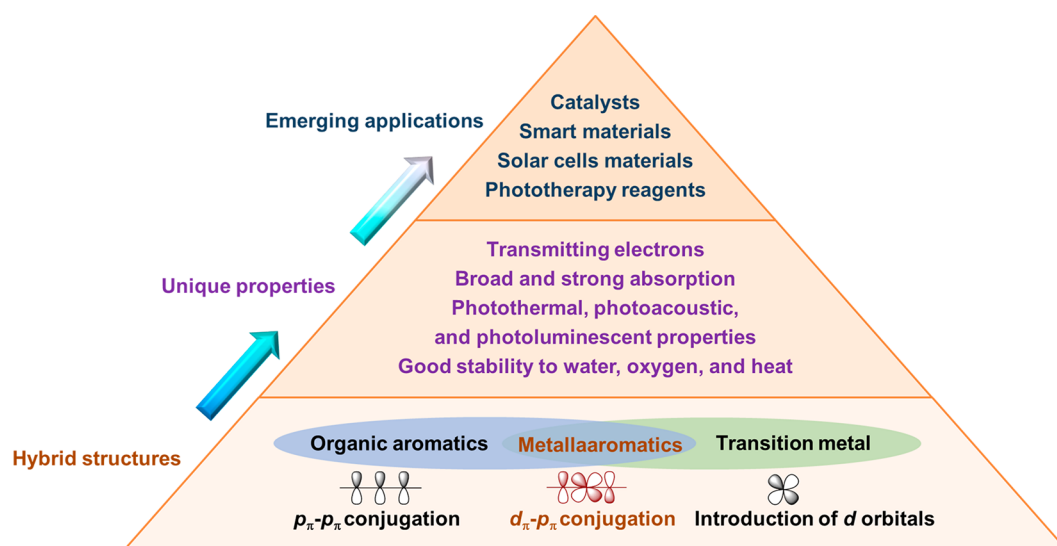 Emerging applications
Catalysts
Smart materials
Solar cells materials
Phototherapy reagents
Unique properties
Transmitting electrons
Broad and strong absorption
Photothermal, photoacoustic,
and photoluminescent properties
Good stability to water, oxygen, and heat
Hybrid structures
Organic aromatics
Metallaaromatics
Transition metal
pπ-pπ conjugation
dπ-pπ conjugation
Introduction of d orbitals